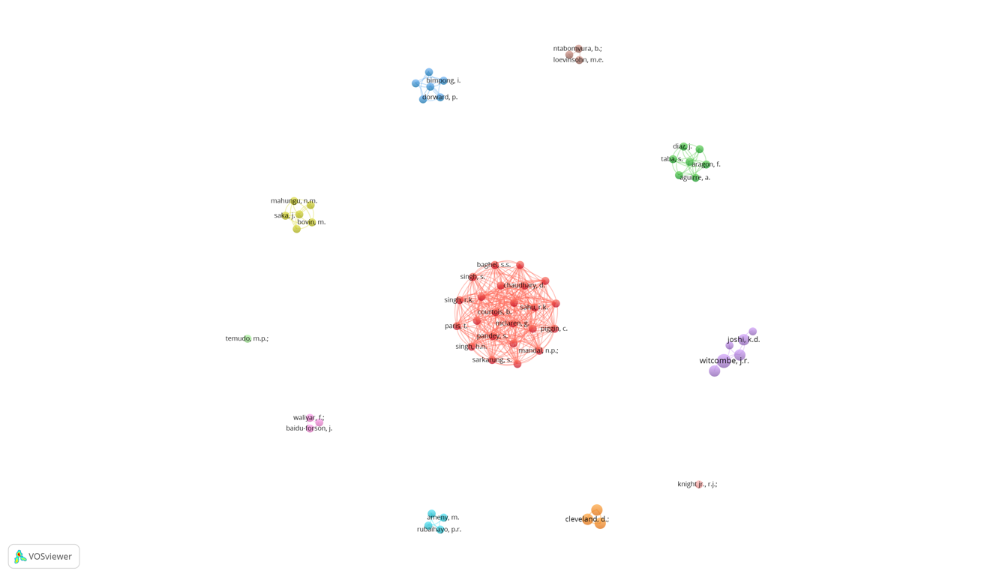 ntabomvura, b.;
loevinsohn, m.e.
bimpong, i.
dorward, p.
diaz, j.
taba, s.
aragon, f.
aguirre, a.
mahungu, n.m.
saka, j.
bovin, m.
baghel, s.s.
singh, s.
chaudhary, d.
singh, r.k.
sahu, r.k.
courtois, b.
mclaren, g.
paris, t.
piggin, c.
pandey, s.
singh, h.n.
mandal, n.p.;
sarkarung, s.
temudo, m.p.;
joshi, k.d.
witcombe, j.r.
waliyar, f.;
baidu-forson, j.
knight jr., r.j.;
ameny, m.
rubaihayo, p.r.
cleveland, d.;
VOSviewer